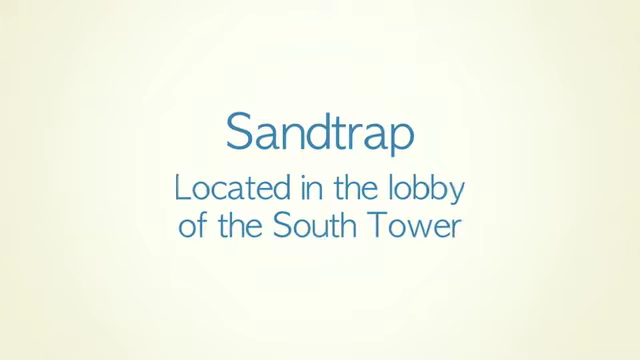 Sandtrap
Located in the lobby
of the South Tower